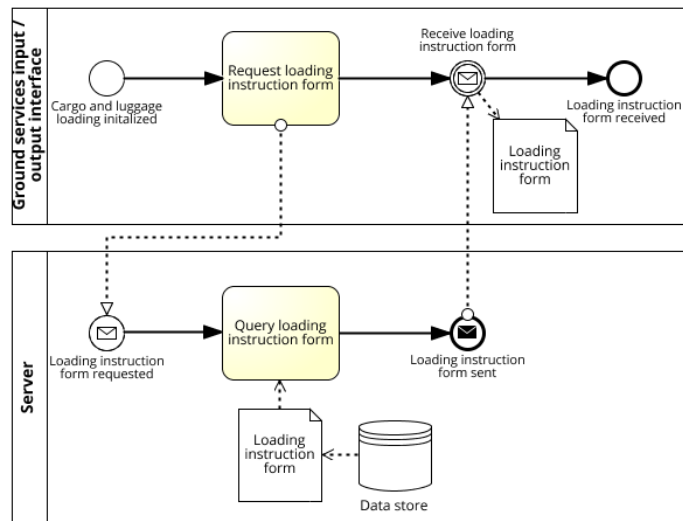 Ground services input /
output interface
Cargo and luggage
loading initalized
Request loading
instruction form
Receive loading
instruction form
Loading instruction
form received
Loading
instruction
form
Server
Loading instruction
form requested
Query loading
instruction form
Loading instruction
form sent
Loading
instruction
form
Data store